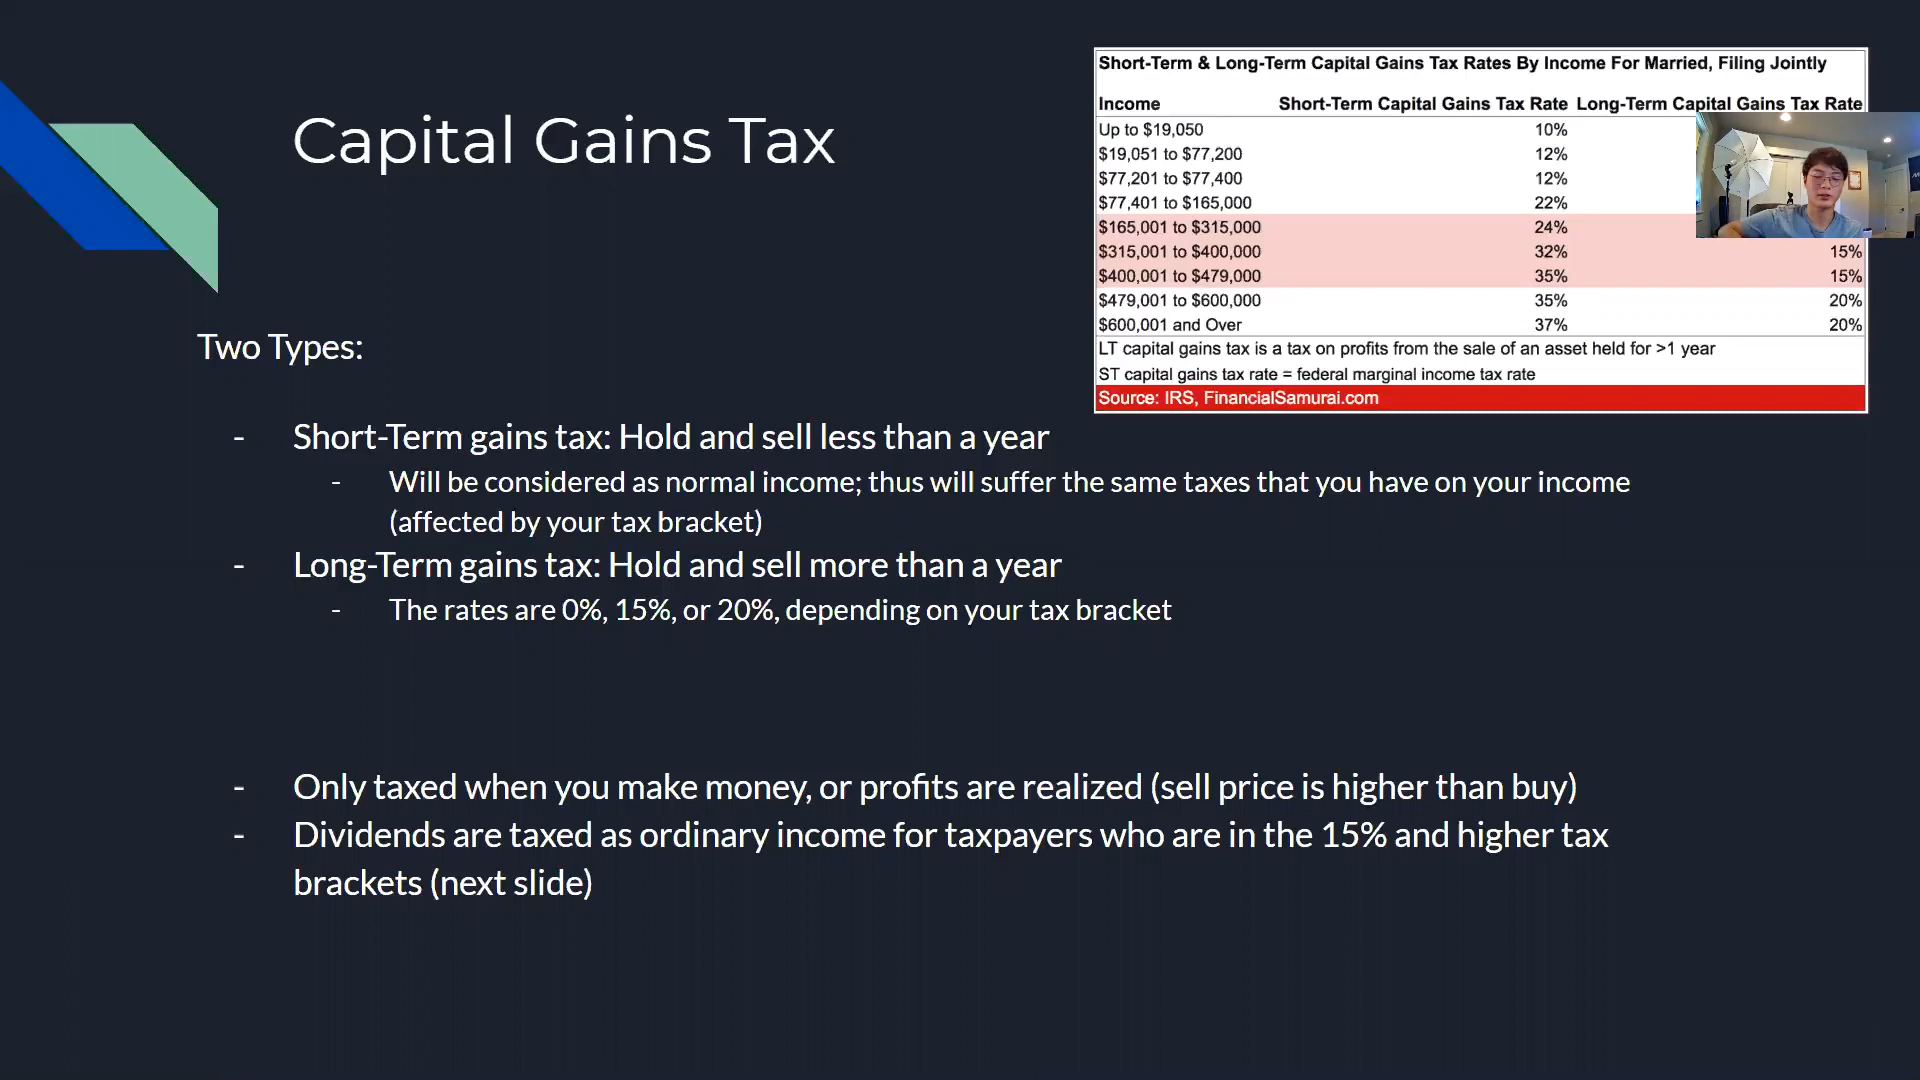 Capital Gains Tax
Short-Term & Long-Term Capital Gains Tax Rates By Income For Married, Filing Jointly
Income Short-Term Capital Gains Tax Rate Long-Term Capital Gains Tax Rate
Up to $19,050 10%
$19,051 to $77,200 12%
$77,201 to $77,400 12%
$77,401 to $165,000 22%
$165,001 to $315,000 24%
$315,001 to $400,000 32% 15%
$400,001 to $479,000 35% 15%
$479,001 to $600,000 35% 20%
$600,001 and Over 37% 20%
LT capital gains tax is a tax on profits from the sale of an asset held for >1 year
ST capital gains tax rate = federal marginal income tax rate
Source: IRS, FinancialSamurai.com
Two Types:
- Short-Term gains tax: Hold and sell less than a year
- Will be considered as normal income; thus will suffer the same taxes that you have on your income
(affected by your tax bracket)
- Long-Term gains tax: Hold and sell more than a year
- The rates are 0%, 15%, or 20%, depending on your tax bracket
- Only taxed when you make money, or profits are realized (sell price is higher than buy)
- Dividends are taxed as ordinary income for taxpayers who are in the 15% and higher tax
brackets (next slide)